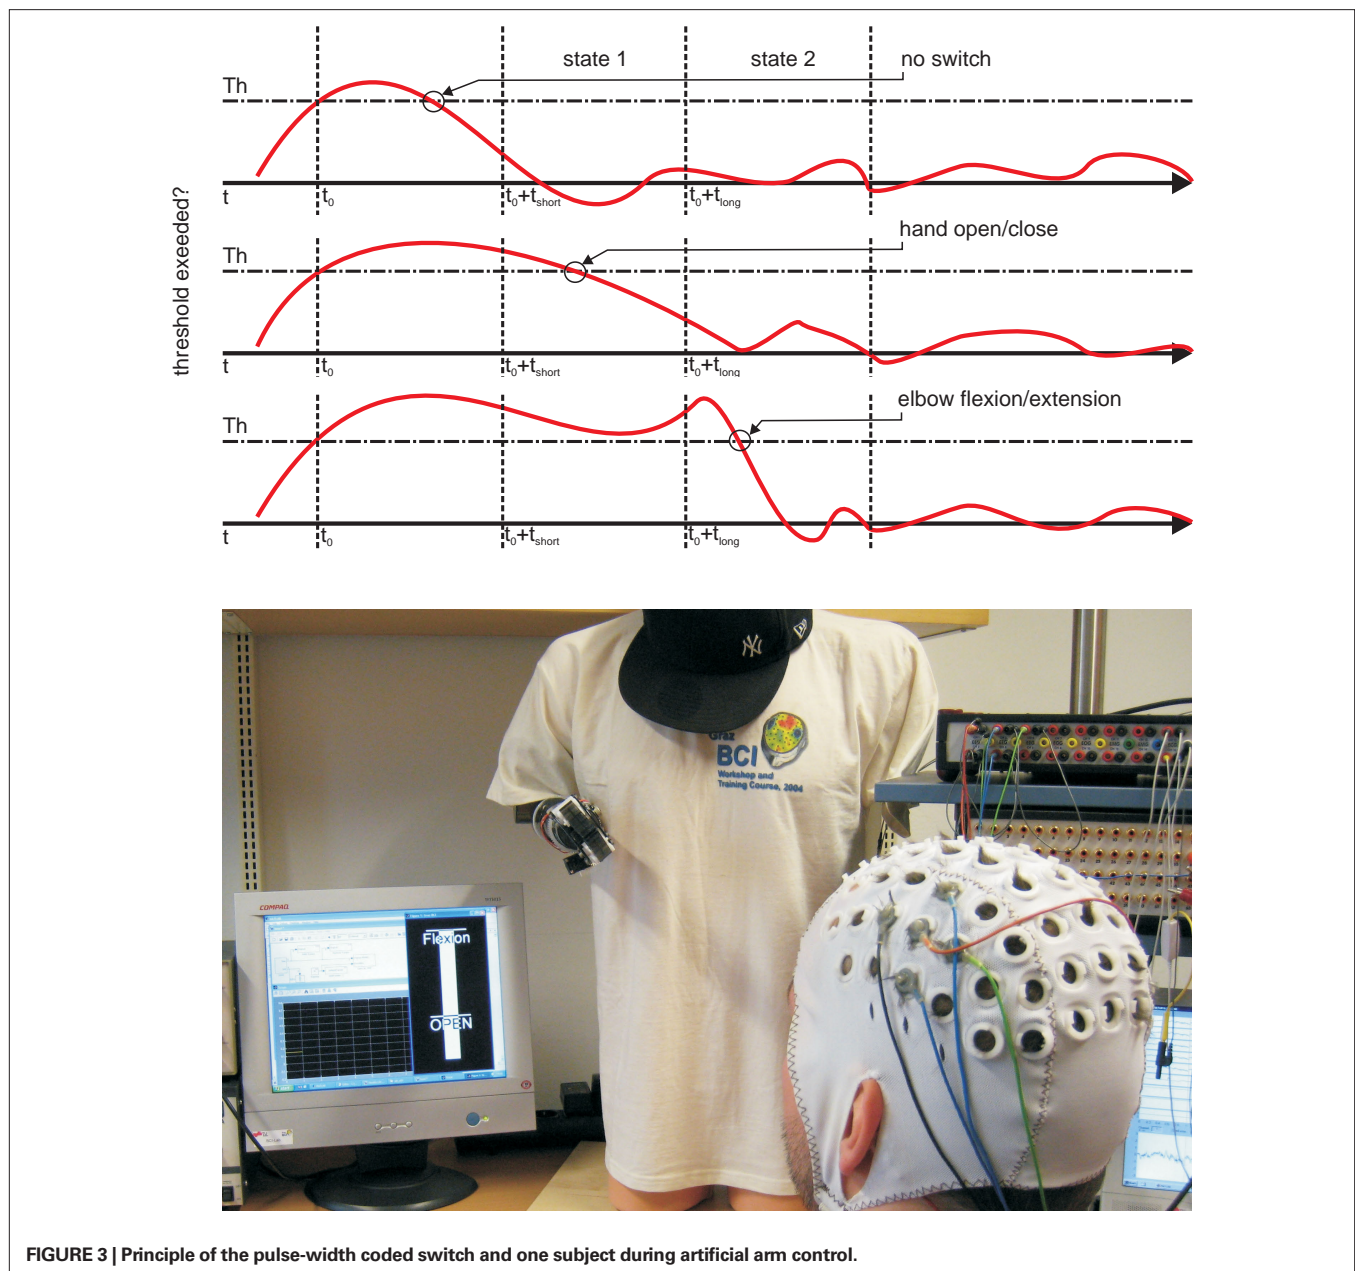 state 1
state 2
no switch
Th
t
t0
t0+tshort
t0+tlong
threshold exeeded?
hand open/close
Th
t
t0
t0+tshort
t0+tlong
elbow flexion/extension
Th
t
t0
t0+tshort
t0+tlong
NY
Graz
BCI
Workshop and
Training Course, 2004
COMPAQ
Flexion
OPEN
FIGURE 3 | Principle of the pulse-width coded switch and one subject during artificial arm control.